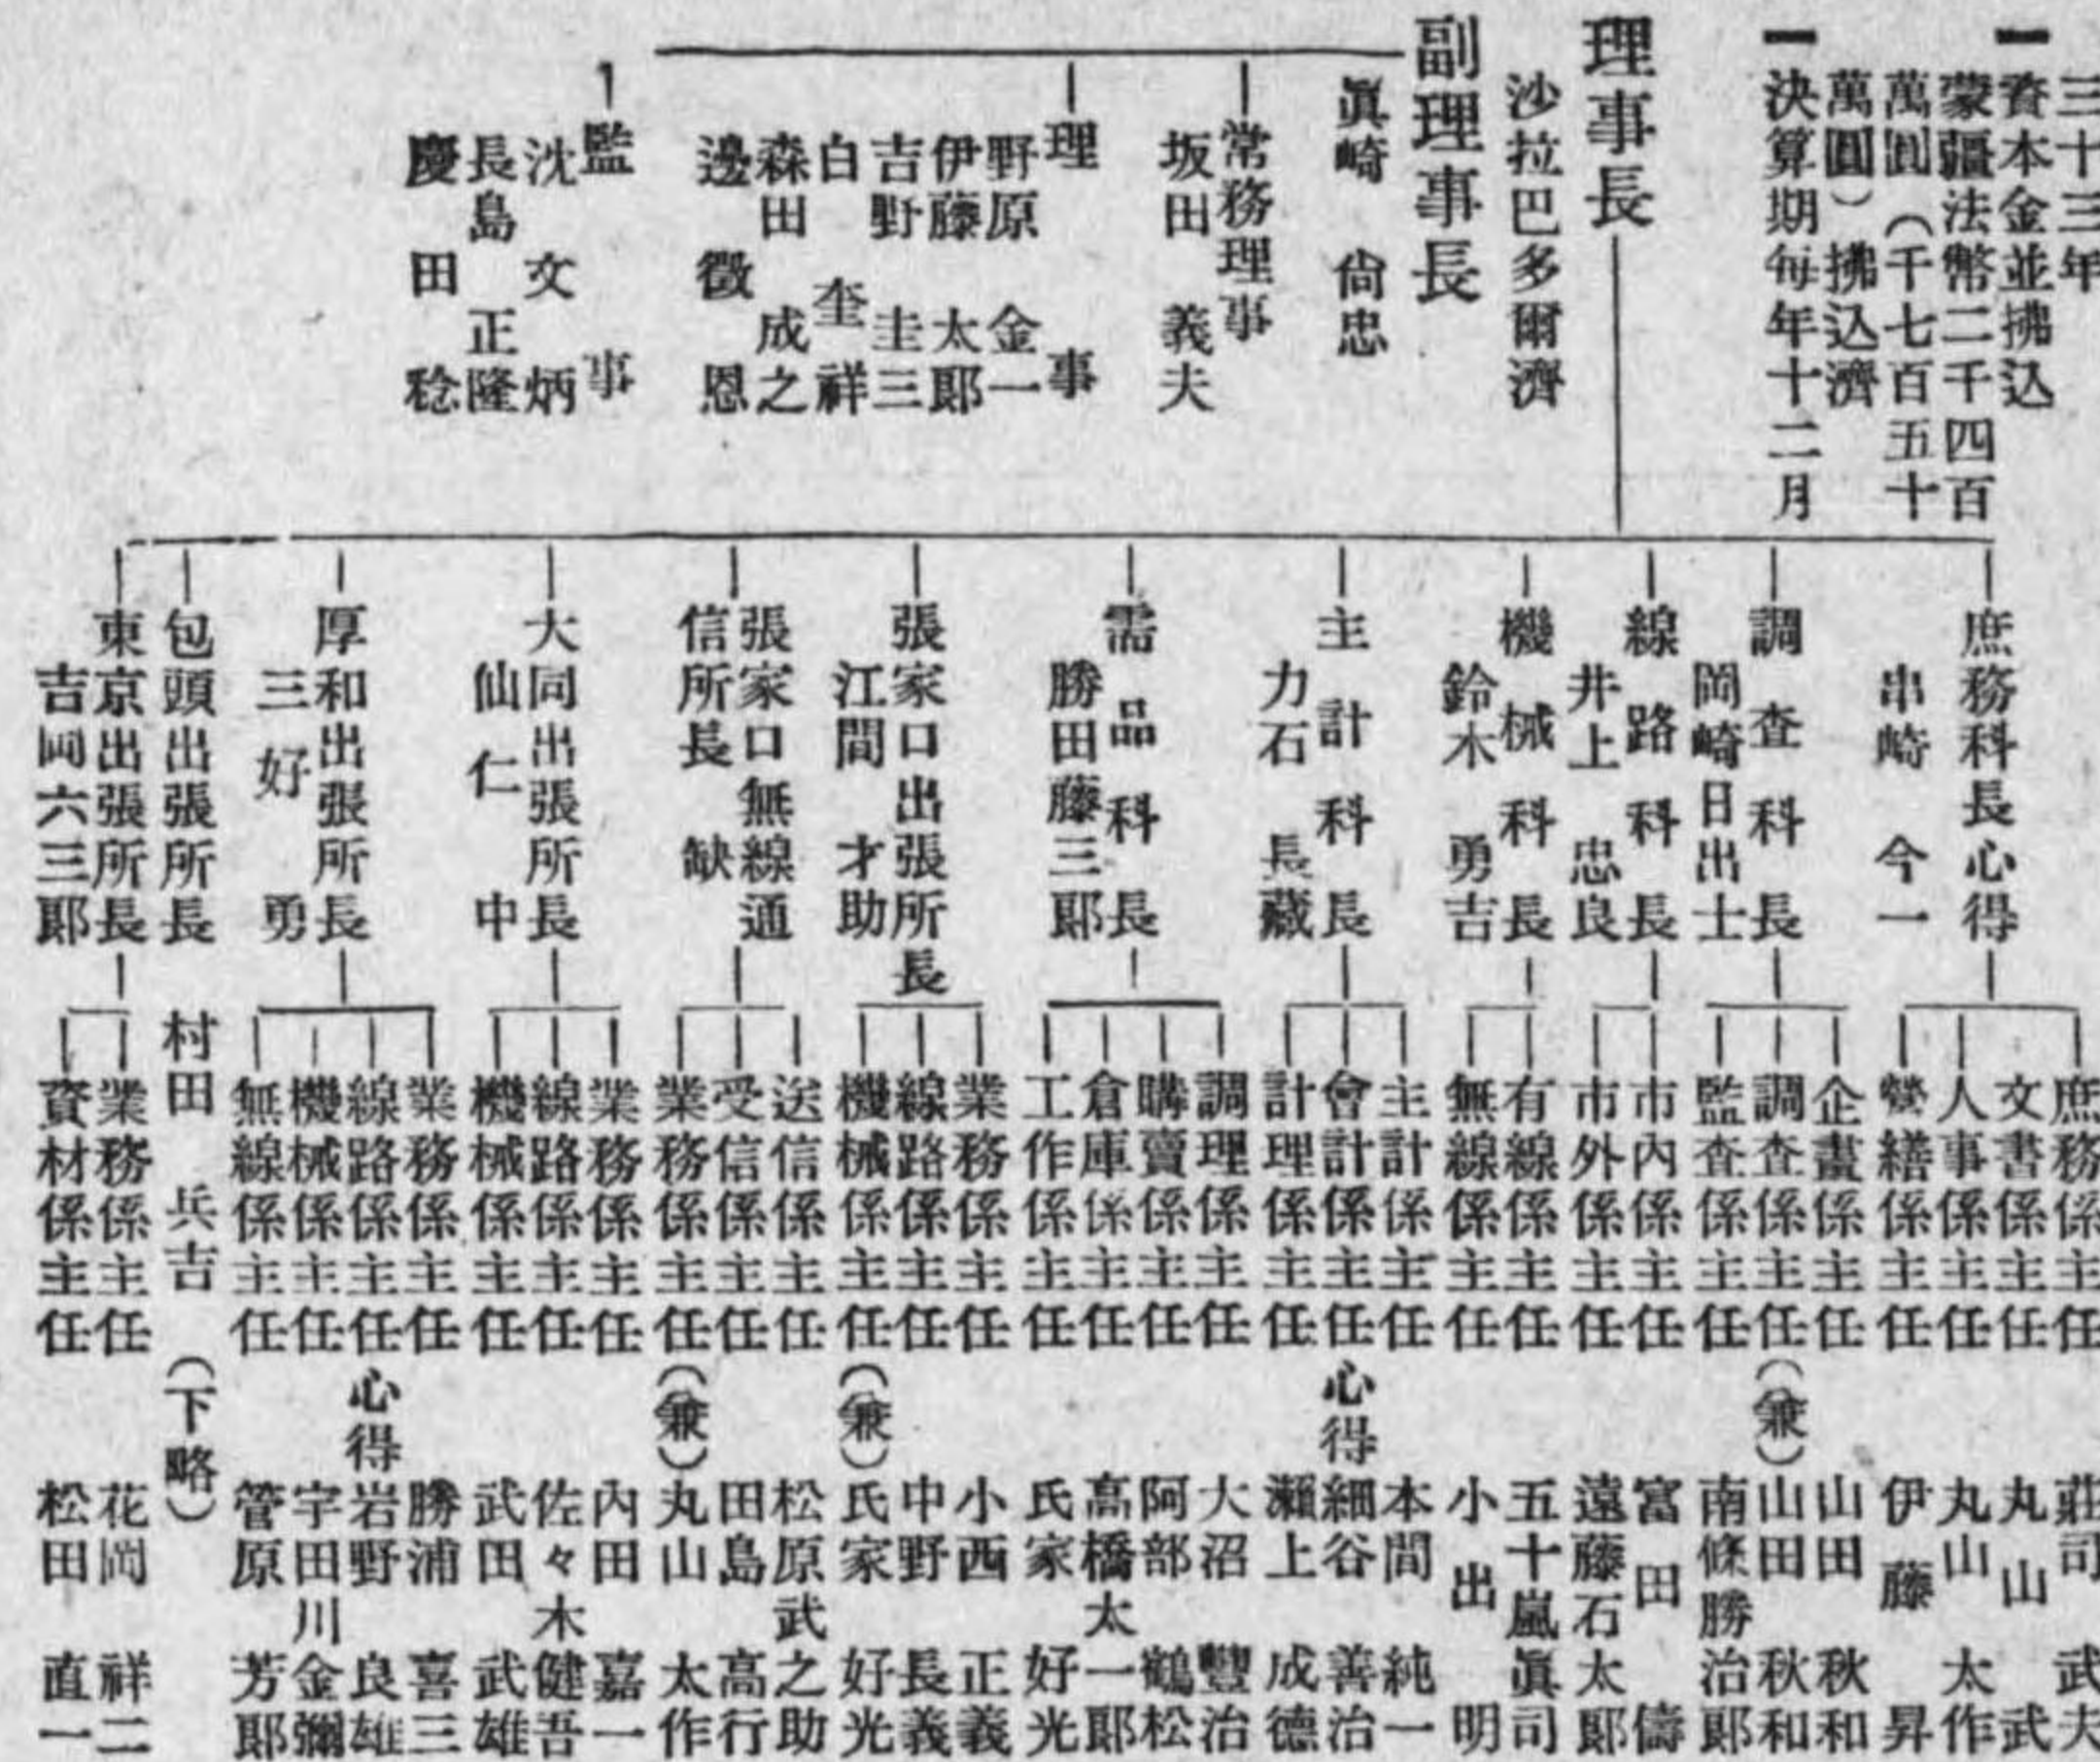 三十三年
一 資本金並拂込
蒙疆法幣二千四百
萬圓（千七百五十
萬圓）拂込濟
一 決算期每年十二月
理事長
沙拉巴多爾濟
副理事長
眞崎 尙忠
常務理事
坂田 義夫
理事
野原 金一
伊藤 太郎
吉野 圭三
白 奎祥
森田 成之
邊 徵 恩
監事
沈 文 炳
長島 正隆
慶 田 稔
庶務科長心得
串崎 今一
庶務係主任 莊司 武夫
文書係主任 丸山 武
人事係主任 丸山 太作
營繕係主任 伊藤 昇
調査科長
岡崎日出士
企畫係主任 山田 秋和
調査係主任（兼）山田 秋和
監査係主任 南條勝治郎
線路科長
井上 忠良
市內係主任 富田 儔
市外係主任 遠藤石太郎
機械科長
鈴木 勇吉
有線係主任 五十嵐眞司
無線係主任 小出 明
主計科長
力石 長藏
主計係主任 本間 純一
會計係主任心得 細谷 善治
計理係主任 瀨上 成德
需品科長
勝田藤三郎
調理係主任 大沼 豐治
購賣係主任 阿部 鶴松
倉庫係主任 高橋太一郎
工作係主任 氏家 好光
張家口出張所長
江間 才助
業務係主任 小西 正義
線路係主任 中野 長義
機械係主任（兼）氏家 好光
張家口無線通
信所長 缺
送信係主任 松原武之助
受信係主任 田島 高行
業務係主任（兼）丸山 太作
大同出張所長
仙仁 中
業務係主任 內田 嘉一
線路係主任 佐々木健吾
機械係主任 武田 武雄
厚和出張所長
三好 勇
業務係主任 勝浦 喜三
線路係主任心得 岩野 良雄
機械係主任 宇田川金彌
無線係主任 管原 芳郎
包頭出張所長 村田 兵吉（下略）
東京出張所長
吉岡六三郎
業務係主任 花岡 祥二
資材係主任 松田 直一